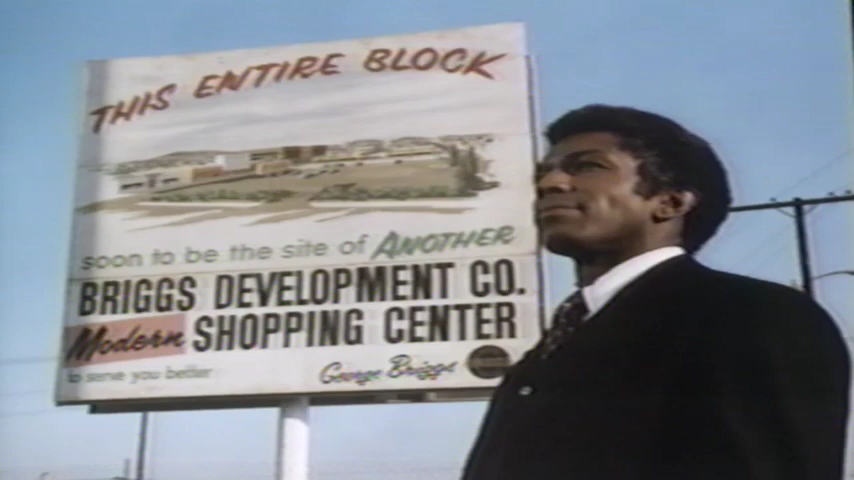 THIS ENTIRE BLOCK
soon to be the site of ANOTHER
BRIGGS DEVELOPMENT CO.
Modern SHOPPING CENTER
to serve you better
George Briggs